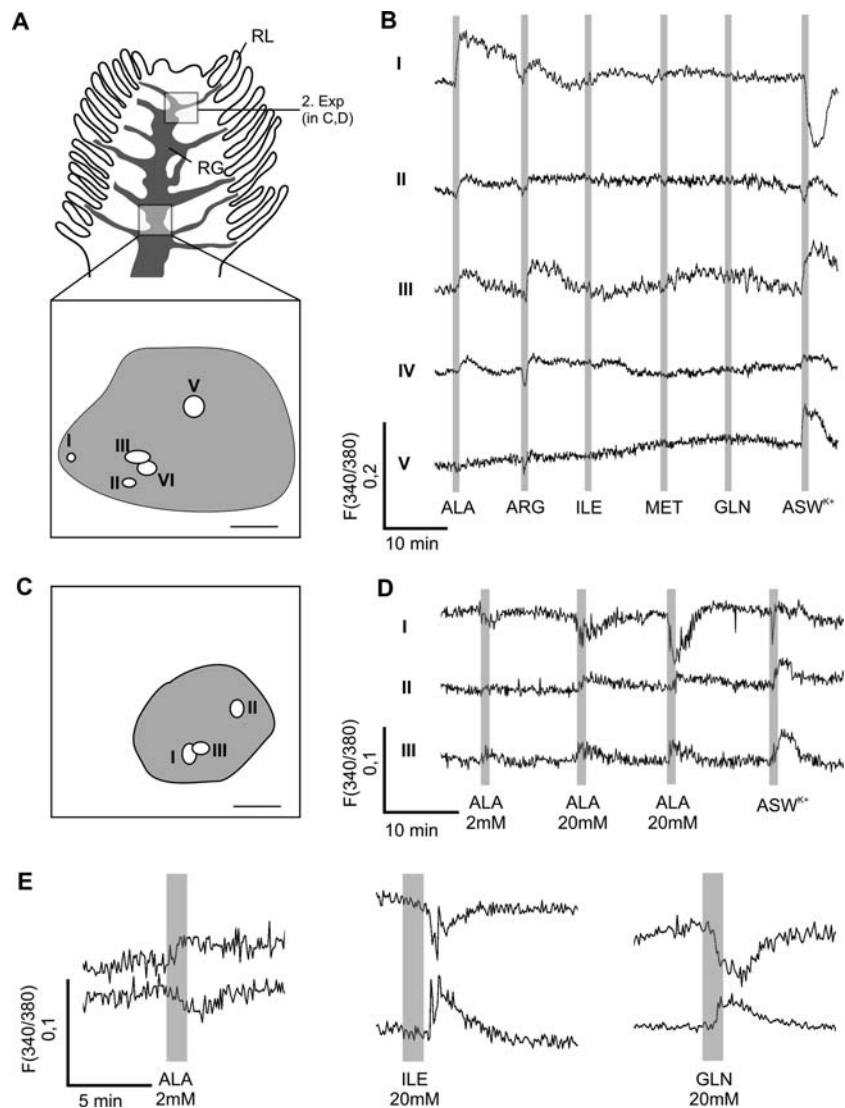 A
RL
2. Exp
(in C,D)
RG
V
I
III
II
VI
B
I
II
III
IV
V
F(340/380)
0,2
10 min
ALA
ARG
ILE
MET
GLN
ASWᴷ⁺
C
II
I
III
D
I
II
III
F(340/380)
0,1
10 min
ALA
2mM
ALA
20mM
ALA
20mM
ASWᴷ⁺
E
F(340/380)
0,1
5 min
ALA
2mM
ILE
20mM
GLN
20mM